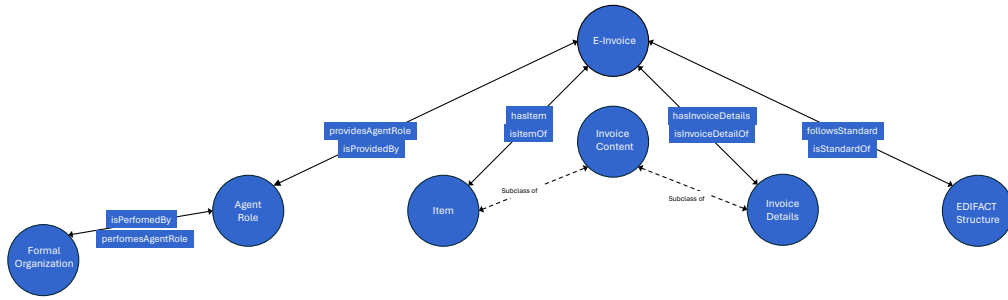 E-Invoice
hasItem
isItemOf
hasInvoiceDetails
isInvoiceDetailOf
providesAgentRole
isProvidedBy
Invoice
Content
followsStandard
isStandardOf
Subclass of
Subclass of
Agent
Role
Item
Invoice
Details
EDIFACT
Structure
isPerfomedBy
perfomesAgentRole
Formal
Organization